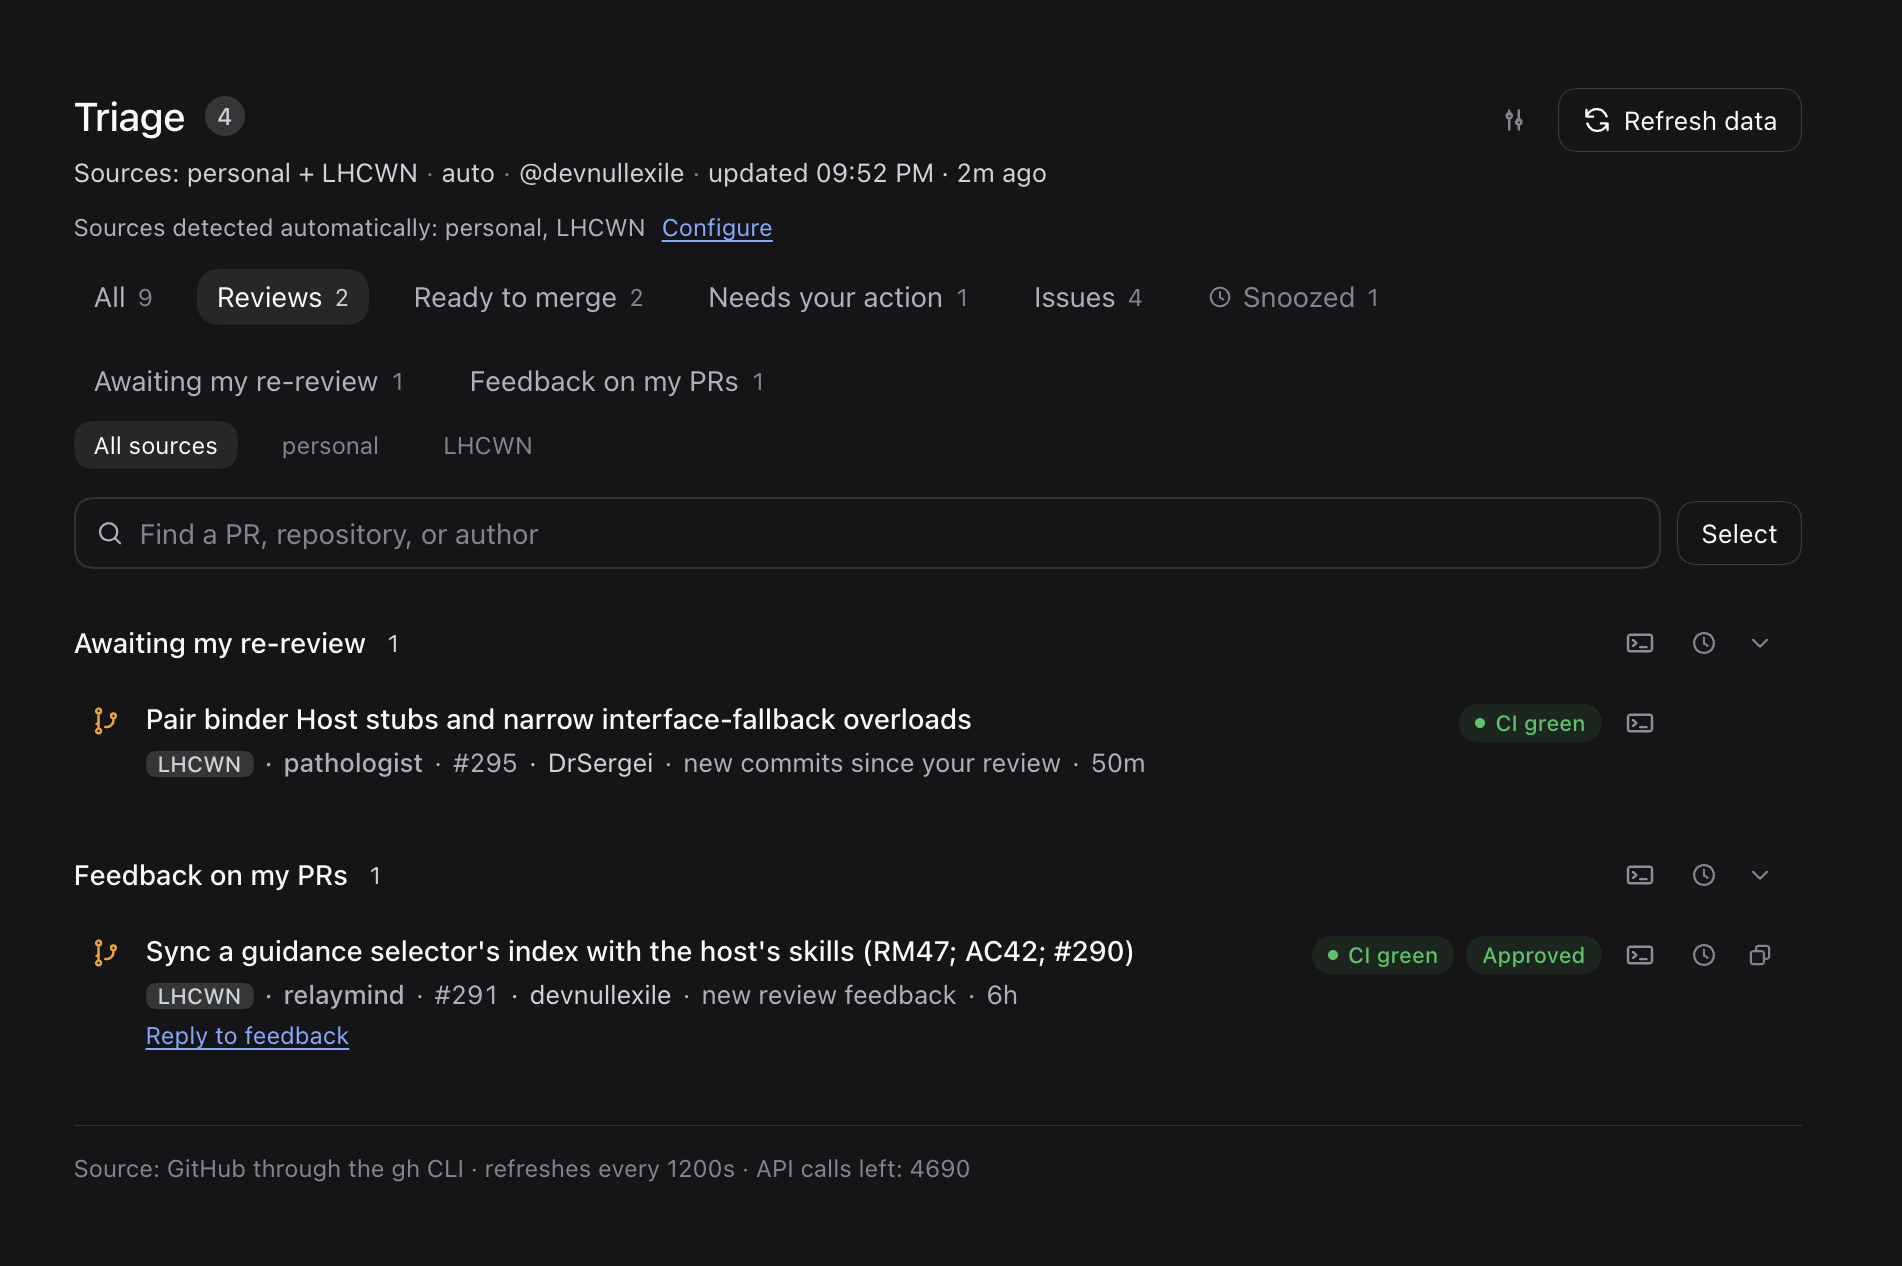 Triage 4
Refresh data
Sources: personal + LHCWN · auto · @devnullexile · updated 09:52 PM · 2m ago
Sources detected automatically: personal, LHCWN Configure
All 9 Reviews 2 Ready to merge 2 Needs your action 1 Issues 4 Snoozed 1
Awaiting my re-review 1 Feedback on my PRs 1
All sources personal LHCWN
Find a PR, repository, or author
Select
Awaiting my re-review 1
Pair binder Host stubs and narrow interface-fallback overloads
CI green
LHCWN · pathologist · #295 · DrSergei · new commits since your review · 50m
Feedback on my PRs 1
Sync a guidance selector's index with the host's skills (RM47; AC42; #290)
CI green Approved
LHCWN · relaymind · #291 · devnullexile · new review feedback · 6h
Reply to feedback
Source: GitHub through the gh CLI · refreshes every 1200s · API calls left: 4690